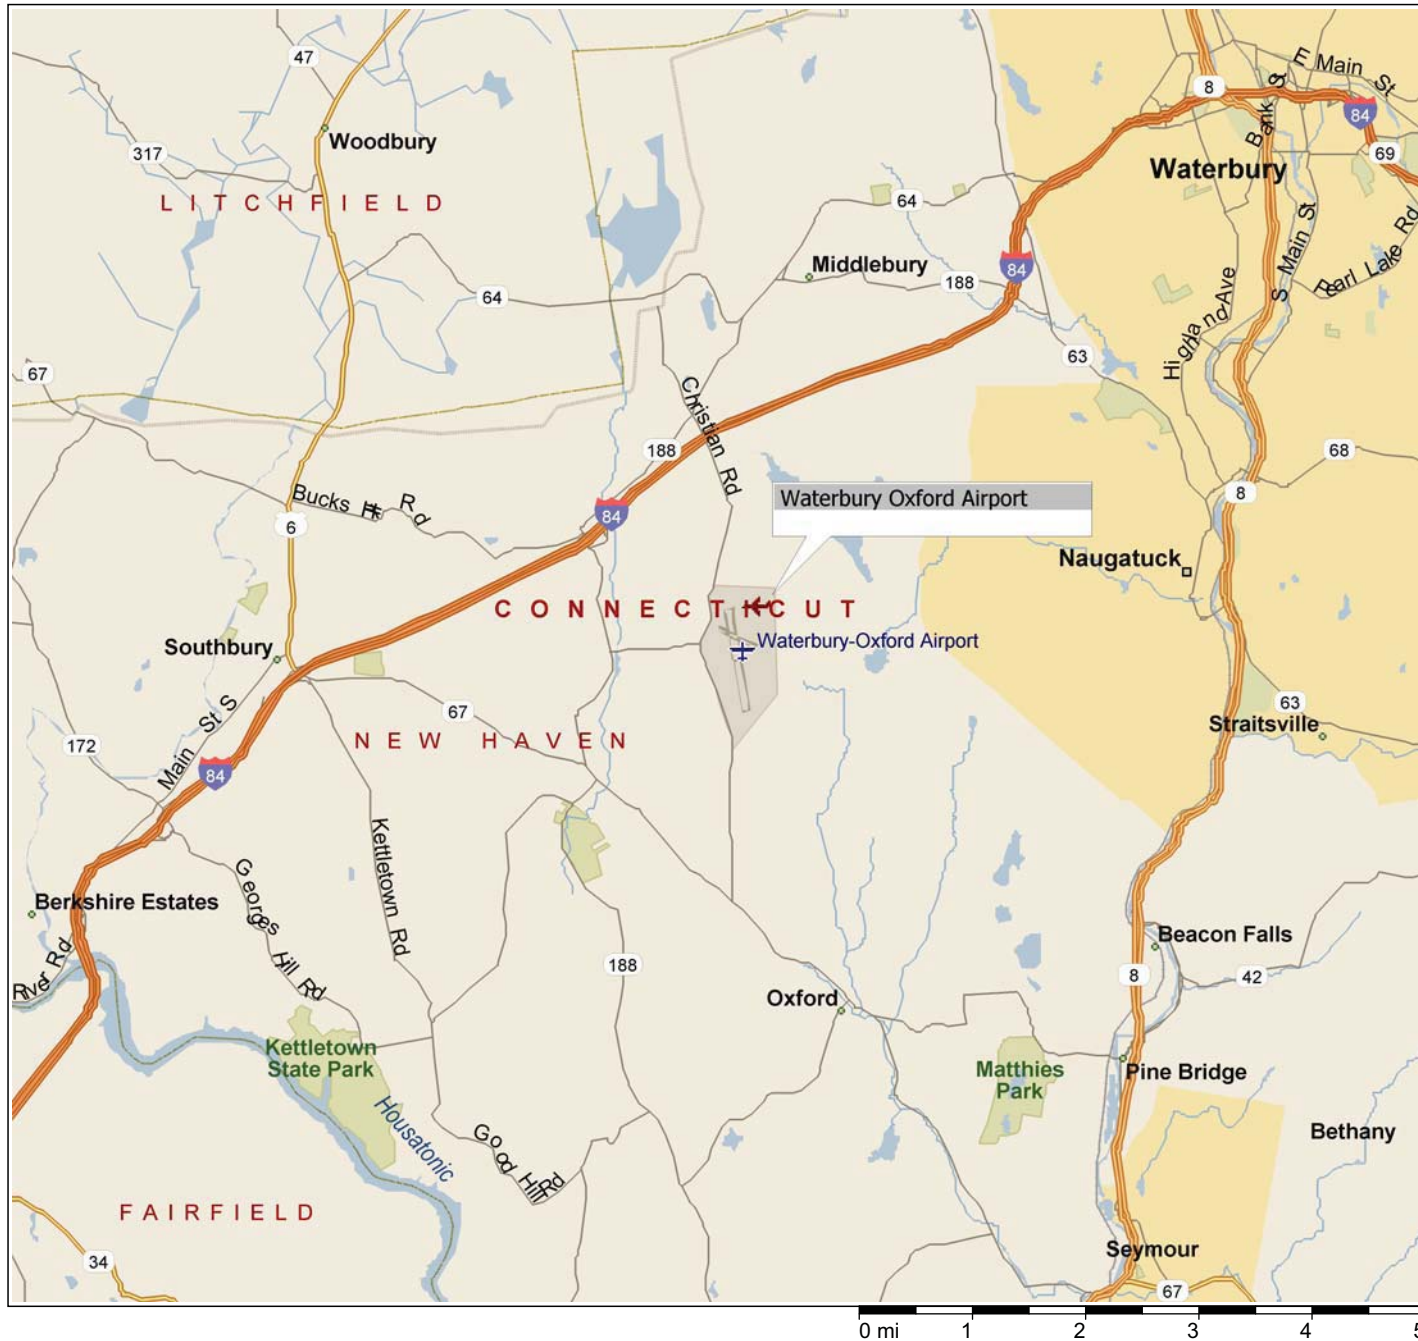 47
Woodbury
317
LITCHFIELD
8
E Main St
84
69
Bank St
Waterbury
64
Middlebury
188
84
S Main St
Pearl Lake Rd
Highland Ave
64
63
67
Christian Rd
188
68
Bucks Hill Rd
6
84
Waterbury Oxford Airport
8
Naugatuck
CONNECTICUT
Waterbury-Oxford Airport
Southbury
Main St S
67
NEW HAVEN
63
Straitsville
172
84
Kettletown Rd
Georges Hill Rd
Berkshire Estates
River Rd
188
Beacon Falls
8
42
Oxford
Kettletown
State Park
Matthies
Park
Pine Bridge
Housatonic
Good Hill Rd
Bethany
FAIRFIELD
34
Seymour
67
0 mi 1 2 3 4 5